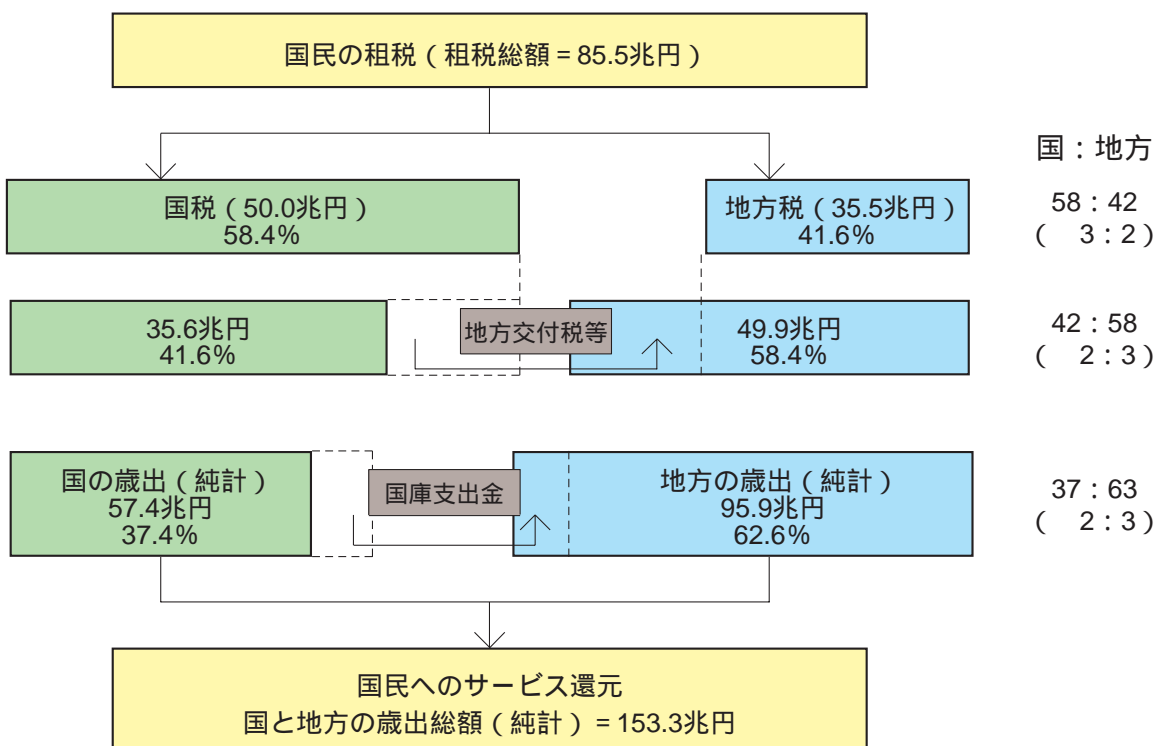 国民の租税（租税総額＝85.5兆円）
国：地方
国税（50.0兆円）
58.4%
地方税（35.5兆円）
41.6%
58：42
（　3：2）
35.6兆円
41.6%
地方交付税等
49.9兆円
58.4%
42：58
（　2：3）
国の歳出（純計）
57.4兆円
37.4%
国庫支出金
地方の歳出（純計）
95.9兆円
62.6%
37：63
（　2：3）
国民へのサービス還元
国と地方の歳出総額（純計）＝153.3兆円